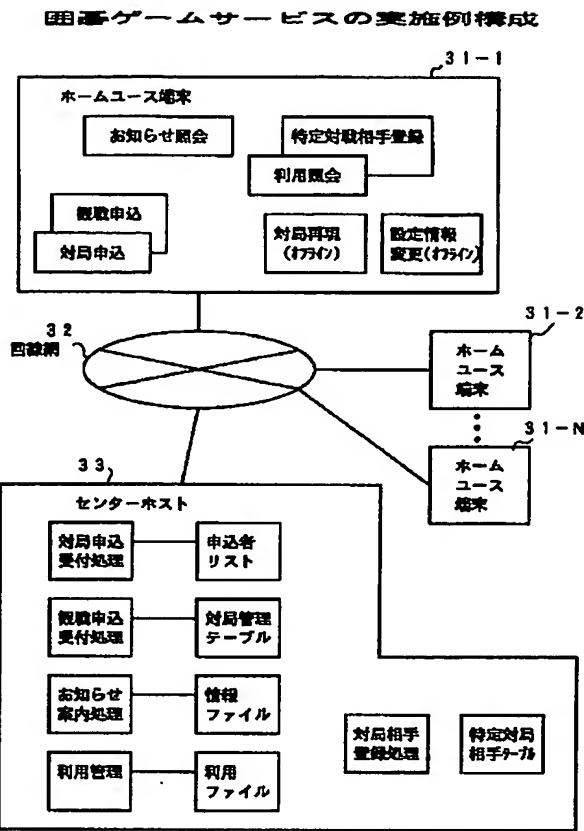 囲碁ゲームサービスの実施例構成
31-1
ホームユース端末
お知らせ照会
特定対戦相手登録
利用照会
観戦申込
対局申込
対局再現
(オフライン)
設定情報
変更(オフライン)
32
回線網
31-2
ホーム
ユース
端末
31-N
ホーム
ユース
端末
33
センターホスト
対局申込
受付処理
申込者
リスト
観戦申込
受付処理
対局管理
テーブル
お知らせ
案内処理
情報
ファイル
利用管理
利用
ファイル
対局相手
登録処理
特定対局
相手テーブル